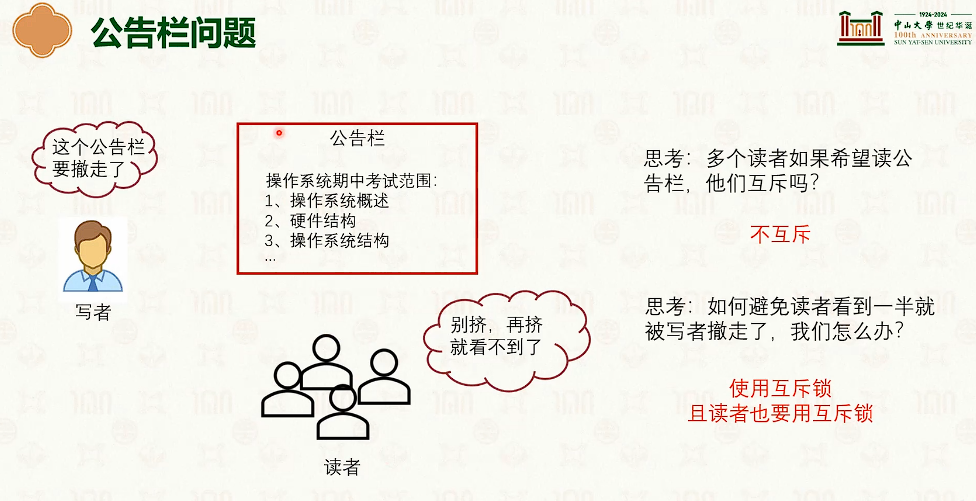 公告栏问题
1924-2024
中山大学 世纪华诞
100th ANNIVERSARY
SUN YAT-SEN UNIVERSITY
这个公告栏
要撤走了
写者
公告栏
操作系统期中考试范围：
1、操作系统概述
2、硬件结构
3、操作系统结构
...
别挤，再挤
就看不到了
读者
思考：多个读者如果希望读公
告栏，他们互斥吗？
不互斥
思考：如何避免读者看到一半就
被写者撤走了，我们怎么办？
使用互斥锁
且读者也要用互斥锁